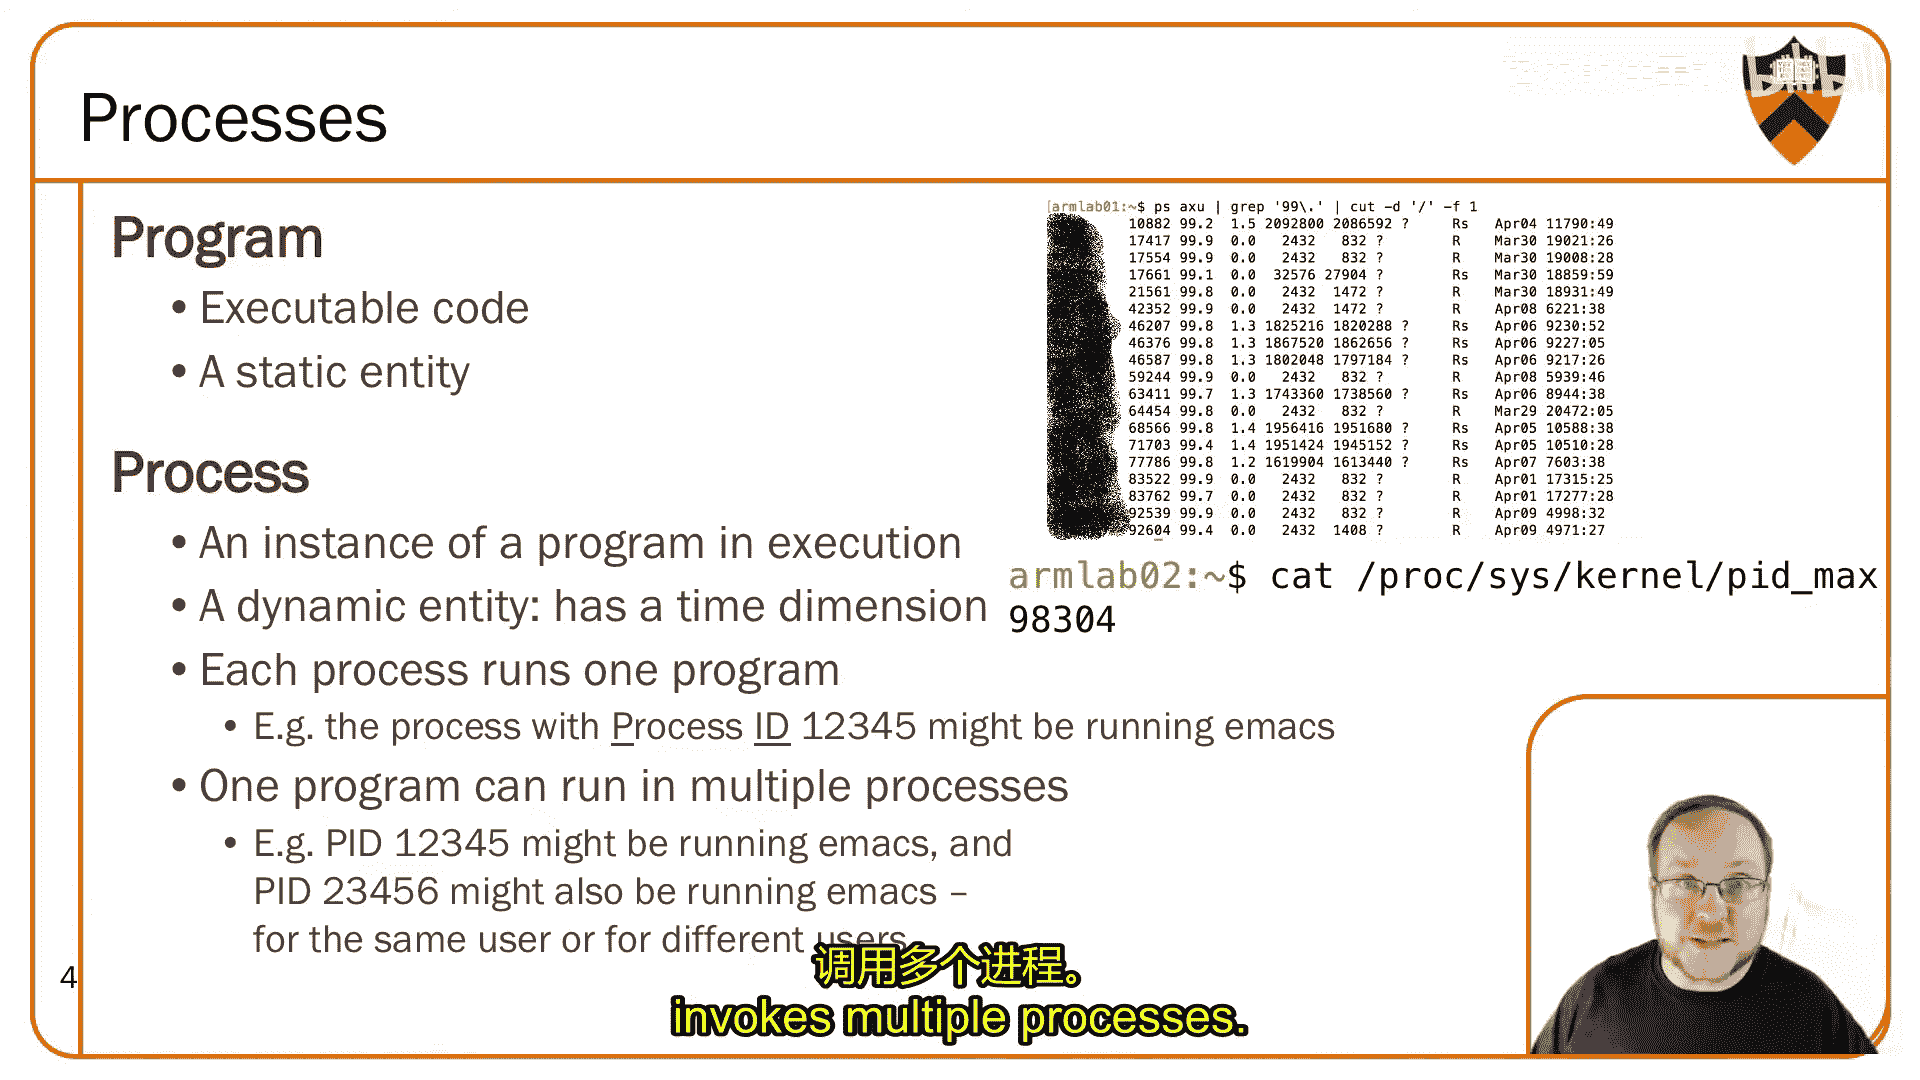 Processes
Program
• Executable code
• A static entity
Process
• An instance of a program in execution
• A dynamic entity: has a time dimension
• Each process runs one program
• E.g. the process with Process ID 12345 might be running emacs
• One program can run in multiple processes
• E.g. PID 12345 might be running emacs, and
PID 23456 might also be running emacs –
for the same user or for different users
4
[armlab01:~$ ps axu | grep '99\.' | cut -d '/' -f 1
10882 99.2 1.5 2092800 2086592 ? Rs Apr04 11790:49
17417 99.9 0.0 2432 832 ? R Mar30 19021:26
17554 99.9 0.0 2432 832 ? R Mar30 19008:28
17661 99.1 0.0 32576 27904 ? Rs Mar30 18859:59
21561 99.8 0.0 2432 1472 ? R Mar30 18931:49
42352 99.9 0.0 2432 1472 ? R Apr08 6221:38
46207 99.8 1.3 1825216 1820288 ? Rs Apr06 9230:52
46376 99.8 1.3 1867520 1862656 ? Rs Apr06 9227:05
46587 99.8 1.3 1802048 1797184 ? Rs Apr06 9217:26
59244 99.9 0.0 2432 832 ? R Apr08 5939:46
63411 99.7 1.3 1743360 1738560 ? Rs Apr06 8944:38
64454 99.8 0.0 2432 832 ? R Mar29 20472:05
68566 99.8 1.4 1956416 1951680 ? Rs Apr05 10588:38
71703 99.4 1.4 1951424 1945152 ? Rs Apr05 10510:28
77786 99.8 1.2 1619904 1613440 ? Rs Apr07 7603:38
83522 99.9 0.0 2432 832 ? R Apr01 17315:25
83762 99.7 0.0 2432 832 ? R Apr01 17277:28
92539 99.9 0.0 2432 832 ? R Apr09 4998:32
92604 99.4 0.0 2432 1408 ? R Apr09 4971:27
armlab02:~$ cat /proc/sys/kernel/pid_max
98304
调用多个进程。
invokes multiple processes.